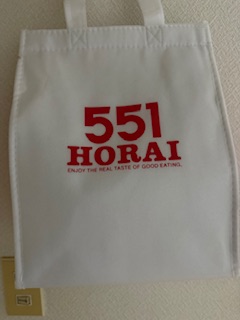 551
HORAI
ENJOY THE REAL TASTE OF GOOD EATING.